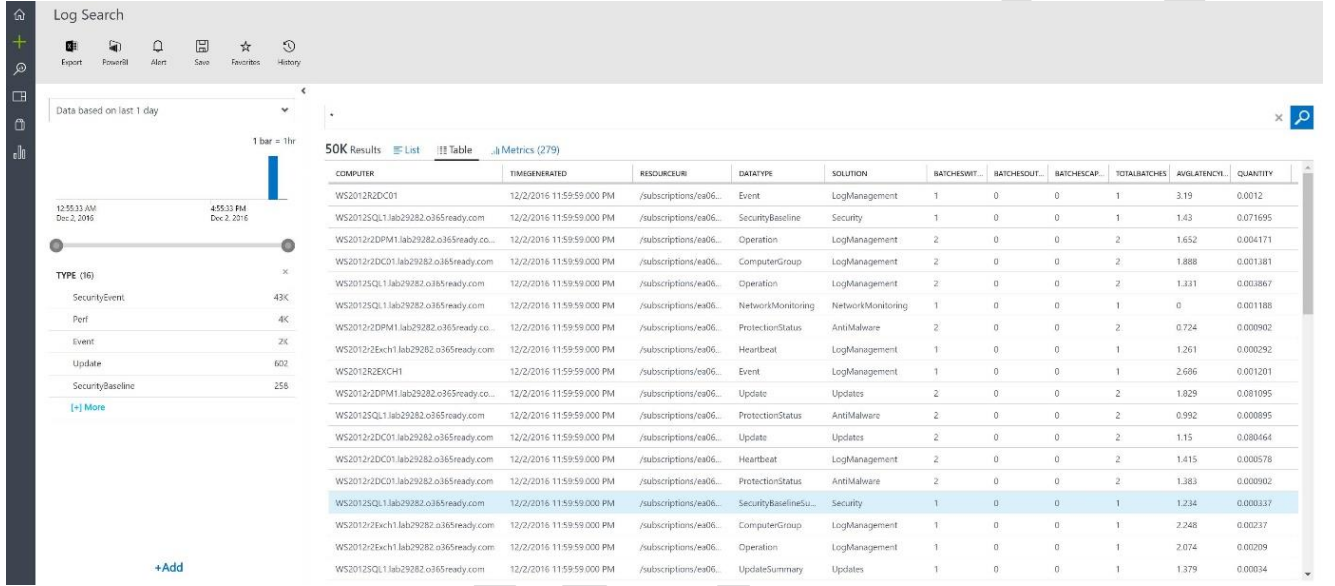 Log Search
Export PowerBI Alert Save Favorites History
Data based on last 1 day
1 bar = 1hr
12:55:33 AM
Dec 2, 2016
4:55:33 PM
Dec 2, 2016
TYPE (16)
SecurityEvent 43K
Perf 4K
Event 2K
Update 602
SecurityBaseline 258
[+] More
+Add
*
50K Results List Table Metrics (279)
COMPUTER TIMEGENERATED RESOURCEURI DATATYPE SOLUTION BATCHESWIT... BATCHESOUT... BATCHESCAP... TOTALBATCHES AVGLATENCYI... QUANTITY
WS2012R2DC01 12/2/2016 11:59:59.000 PM /subscriptions/ea06... Event LogManagement 1 0 0 1 3.19 0.0012
WS2012SQL1.lab29282.o365ready.com 12/2/2016 11:59:59.000 PM /subscriptions/ea06... SecurityBaseline Security 1 0 0 1 1.43 0.071695
WS2012r2DPM1.lab29282.o365ready.co... 12/2/2016 11:59:59.000 PM /subscriptions/ea06... Operation LogManagement 2 0 0 2 1.652 0.004171
WS2012r2DC01.lab29282.o365ready.com 12/2/2016 11:59:59.000 PM /subscriptions/ea06... ComputerGroup LogManagement 2 0 0 2 1.888 0.001381
WS2012SQL1.lab29282.o365ready.com 12/2/2016 11:59:59.000 PM /subscriptions/ea06... Operation LogManagement 2 0 0 2 1.331 0.003867
WS2012SQL1.lab29282.o365ready.com 12/2/2016 11:59:59.000 PM /subscriptions/ea06... NetworkMonitoring NetworkMonitoring 1 0 0 1 0 0.001188
WS2012r2DPM1.lab29282.o365ready.co... 12/2/2016 11:59:59.000 PM /subscriptions/ea06... ProtectionStatus AntiMalware 2 0 0 2 0.724 0.000902
WS2012r2Exch1.lab29282.o365ready.com 12/2/2016 11:59:59.000 PM /subscriptions/ea06... Heartbeat LogManagement 1 0 0 1 1.261 0.000292
WS2012R2EXCH1 12/2/2016 11:59:59.000 PM /subscriptions/ea06... Event LogManagement 1 0 0 1 2.686 0.001201
WS2012r2DPM1.lab29282.o365ready.co... 12/2/2016 11:59:59.000 PM /subscriptions/ea06... Update Updates 2 0 0 2 1.829 0.081095
WS2012SQL1.lab29282.o365ready.com 12/2/2016 11:59:59.000 PM /subscriptions/ea06... ProtectionStatus AntiMalware 2 0 0 2 0.992 0.000895
WS2012r2DC01.lab29282.o365ready.com 12/2/2016 11:59:59.000 PM /subscriptions/ea06... Update Updates 2 0 0 2 1.15 0.080464
WS2012r2DC01.lab29282.o365ready.com 12/2/2016 11:59:59.000 PM /subscriptions/ea06... Heartbeat LogManagement 2 0 0 2 1.415 0.000578
WS2012r2DC01.lab29282.o365ready.com 12/2/2016 11:59:59.000 PM /subscriptions/ea06... ProtectionStatus AntiMalware 2 0 0 2 1.383 0.000902
WS2012SQL1.lab29282.o365ready.com 12/2/2016 11:59:59.000 PM /subscriptions/ea06... SecurityBaselineSu... Security 1 0 0 1 1.234 0.000337
WS2012r2Exch1.lab29282.o365ready.com 12/2/2016 11:59:59.000 PM /subscriptions/ea06... ComputerGroup LogManagement 1 0 0 1 2.248 0.00237
WS2012r2Exch1.lab29282.o365ready.com 12/2/2016 11:59:59.000 PM /subscriptions/ea06... Operation LogManagement 1 0 0 1 2.074 0.00209
WS2012SQL1.lab29282.o365ready.com 12/2/2016 11:59:59.000 PM /subscriptions/ea06... UpdateSummary Updates 1 0 0 1 1.379 0.00034